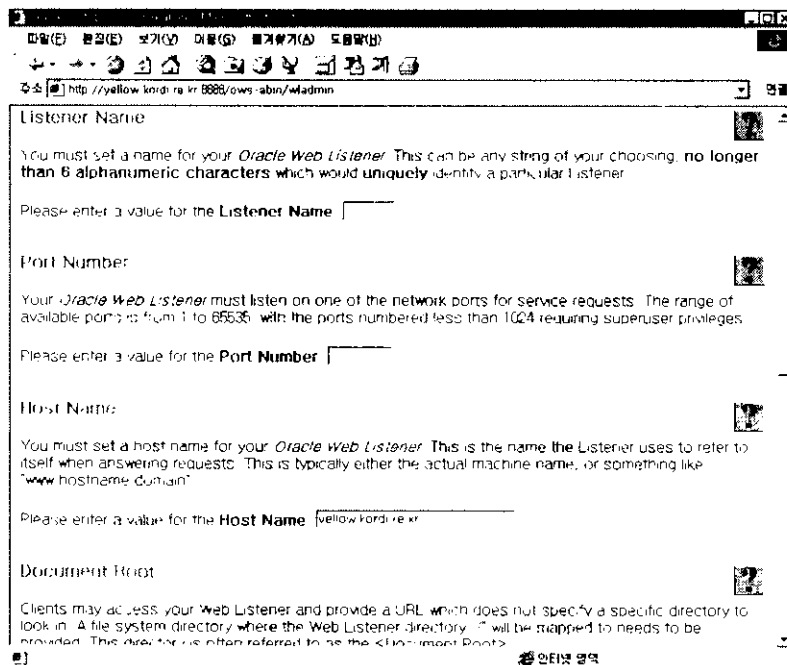 파일(F) 편집(E) 보기(V) 이동(G) 즐겨찾기(A) 도움말(H)
주소 http //yellow kordi re kr 8888/ows-abin/wladmin 연결
Listener Name
You must set a name for your Oracle Web Listener This can be any string of your choosing, no longer
than 6 alphanumeric characters which would uniquely identify a particular Listener
Please enter a value for the Listener Name
Port Number
Your Oracle Web Listener must listen on one of the network ports for service requests The range of
available ports is from 1 to 65535, with the ports numbered less than 1024 requiring superuser privileges
Please enter a value for the Port Number
Host Name
You must set a host name for your Oracle Web Listener This is the name the Listener uses to refer to
itself when answering requests This is typically either the actual machine name, or something like
"www hostname domain"
Please enter a value for the Host Name yellow kordi re kr
Document Root
Clients may access your Web Listener and provide a URL which does not specify a specific directory to
look in A file system directory where the Web Listener directory "/" will be mapped to needs to be
provided This directory is often referred to as the <Document Root>
인터넷 영역